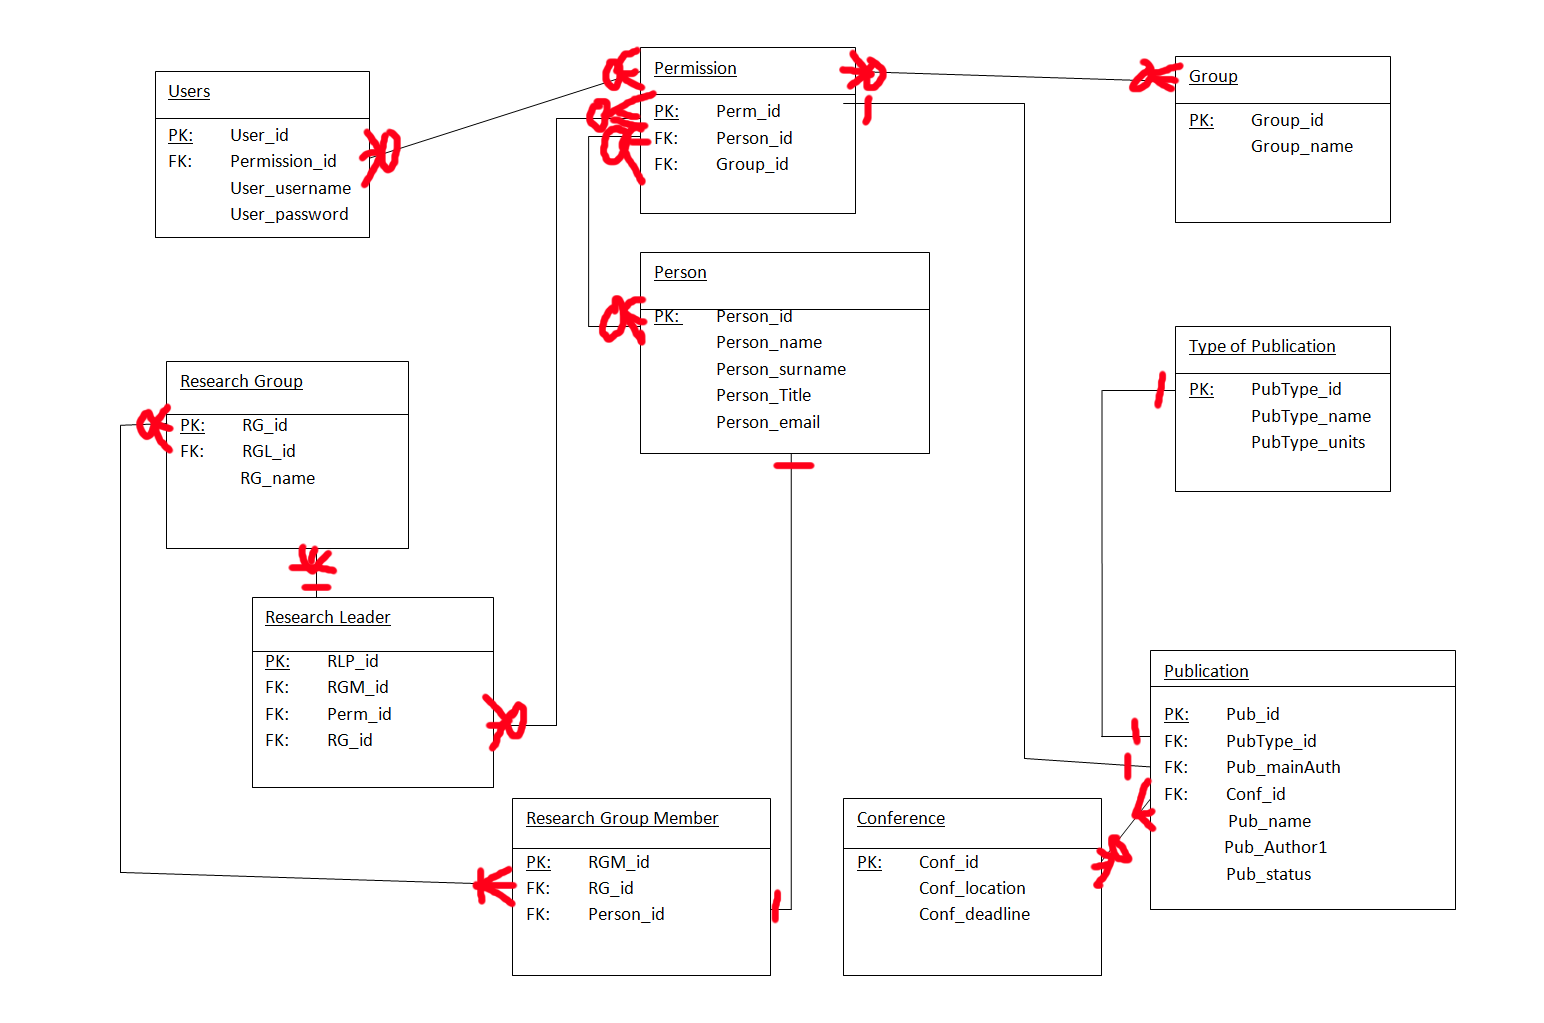 Users
PK: User_id
FK: Permission_id
User_username
User_password
Permission
PK: Perm_id
FK: Person_id
FK: Group_id
Group
PK: Group_id
Group_name
Person
PK: Person_id
Person_name
Person_surname
Person_Title
Person_email
Type of Publication
PK: PubType_id
PubType_name
PubType_units
Research Group
PK: RG_id
FK: RGL_id
RG_name
Research Leader
PK: RLP_id
FK: RGM_id
FK: Perm_id
FK: RG_id
Publication
PK: Pub_id
FK: PubType_id
FK: Pub_mainAuth
FK: Conf_id
Pub_name
Pub_Author1
Pub_status
Research Group Member
PK: RGM_id
FK: RG_id
FK: Person_id
Conference
PK: Conf_id
Conf_location
Conf_deadline